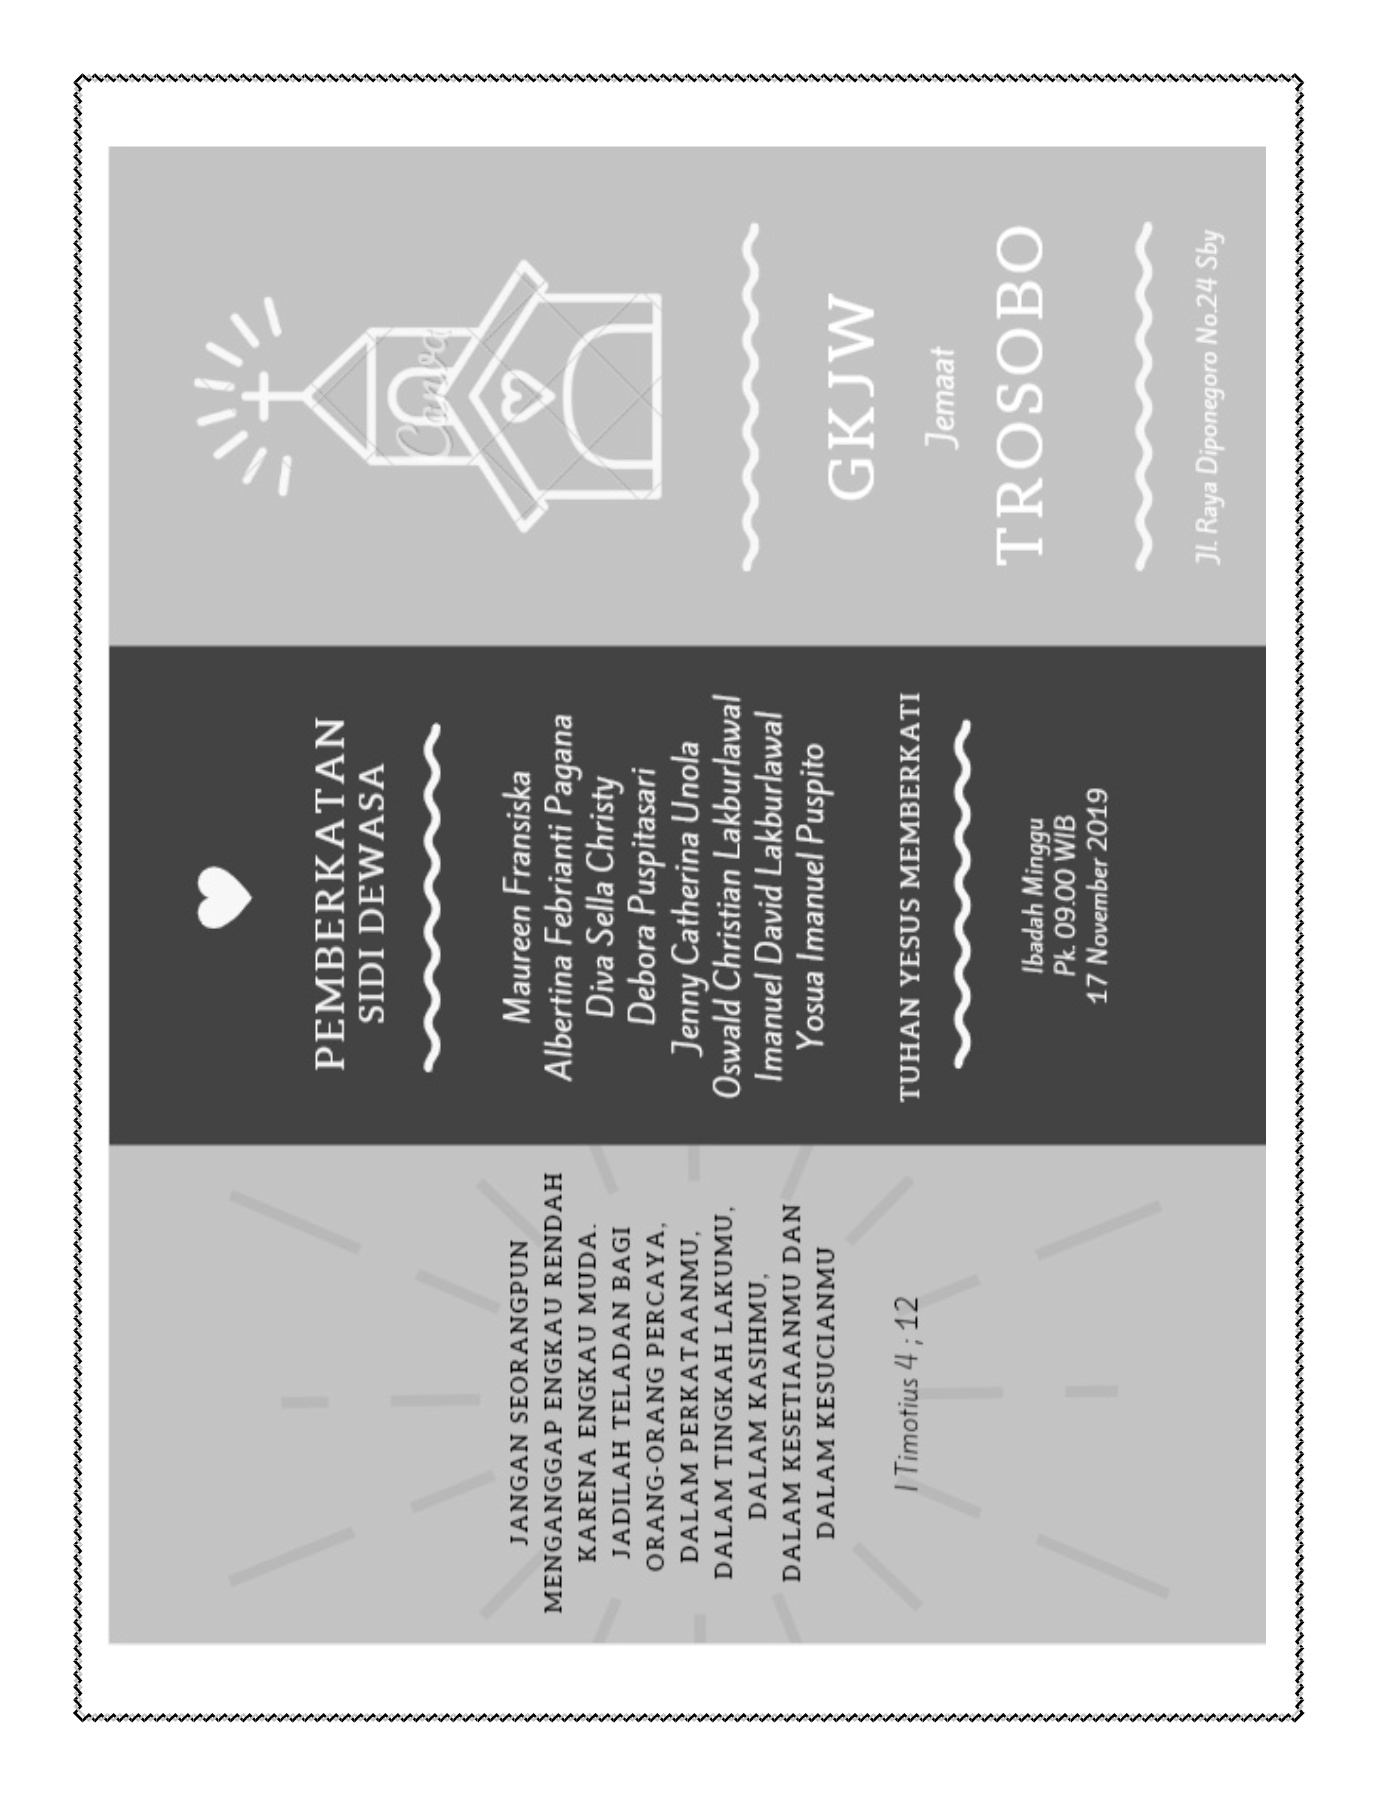 JANGAN SEORANGPUN
MENGANGGAP ENGKAU RENDAH
KARENA ENGKAU MUDA.
JADILAH TELADAN BAGI
ORANG-ORANG PERCAYA,
DALAM PERKATAANMU,
DALAM TINGKAH LAKUMU,
DALAM KASIHMU,
DALAM KESETIAANMU DAN
DALAM KESUCIANMU
I Timotius 4 ; 12
PEMBERKATAN
SIDI DEWASA
Maureen Fransiska
Albertina Febrianti Pagana
Diva Sella Christy
Debora Puspitasari
Jenny Catherina Unola
Oswald Christian Lakburlawal
Imanuel David Lakburlawal
Yosua Imanuel Puspito
TUHAN YESUS MEMBERKATI
Ibadah Minggu
Pk. 09.00 WIB
17 November 2019
Canva
GKJW
Jemaat
TROSOBO
Jl. Raya Diponegoro No.24 Sby